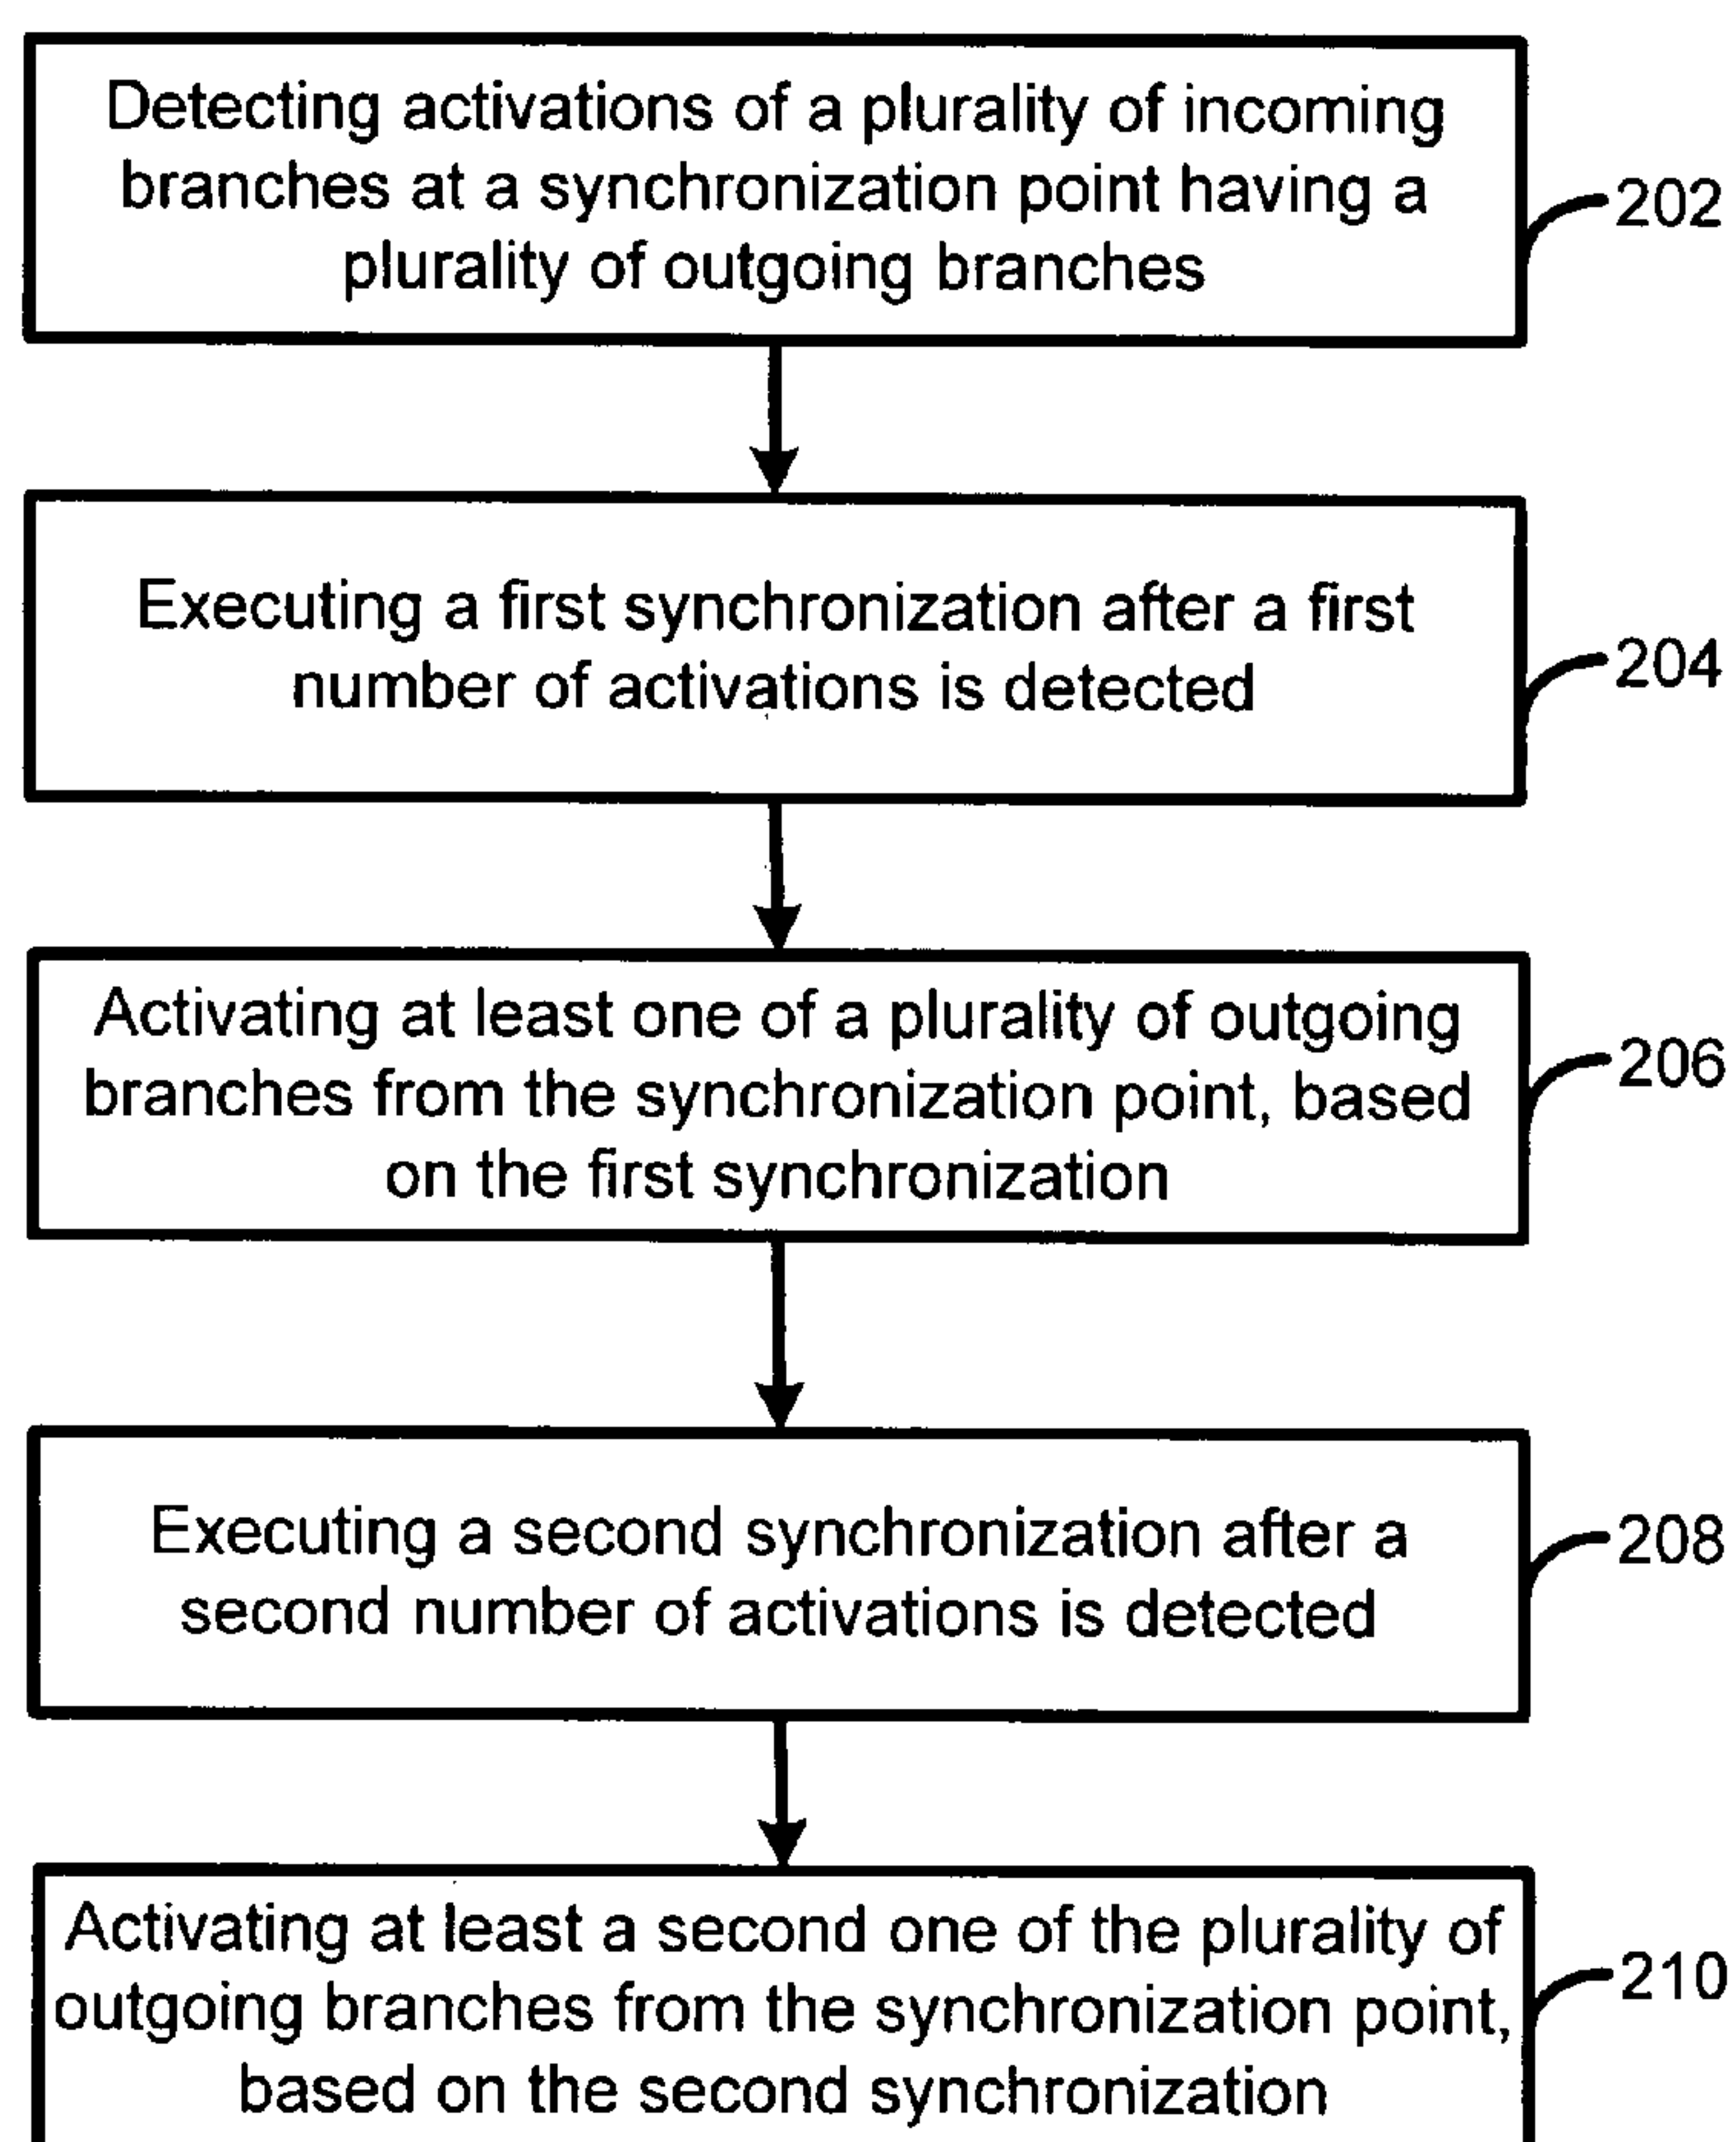 Detecting activations of a plurality of incoming
branches at a synchronization point having a
plurality of outgoing branches
202
Executing a first synchronization after a first
number of activations is detected
204
Activating at least one of a plurality of outgoing
branches from the synchronization point, based
on the first synchronization
206
Executing a second synchronization after a
second number of activations is detected
208
Activating at least a second one of the plurality of
outgoing branches from the synchronization point,
based on the second synchronization
210